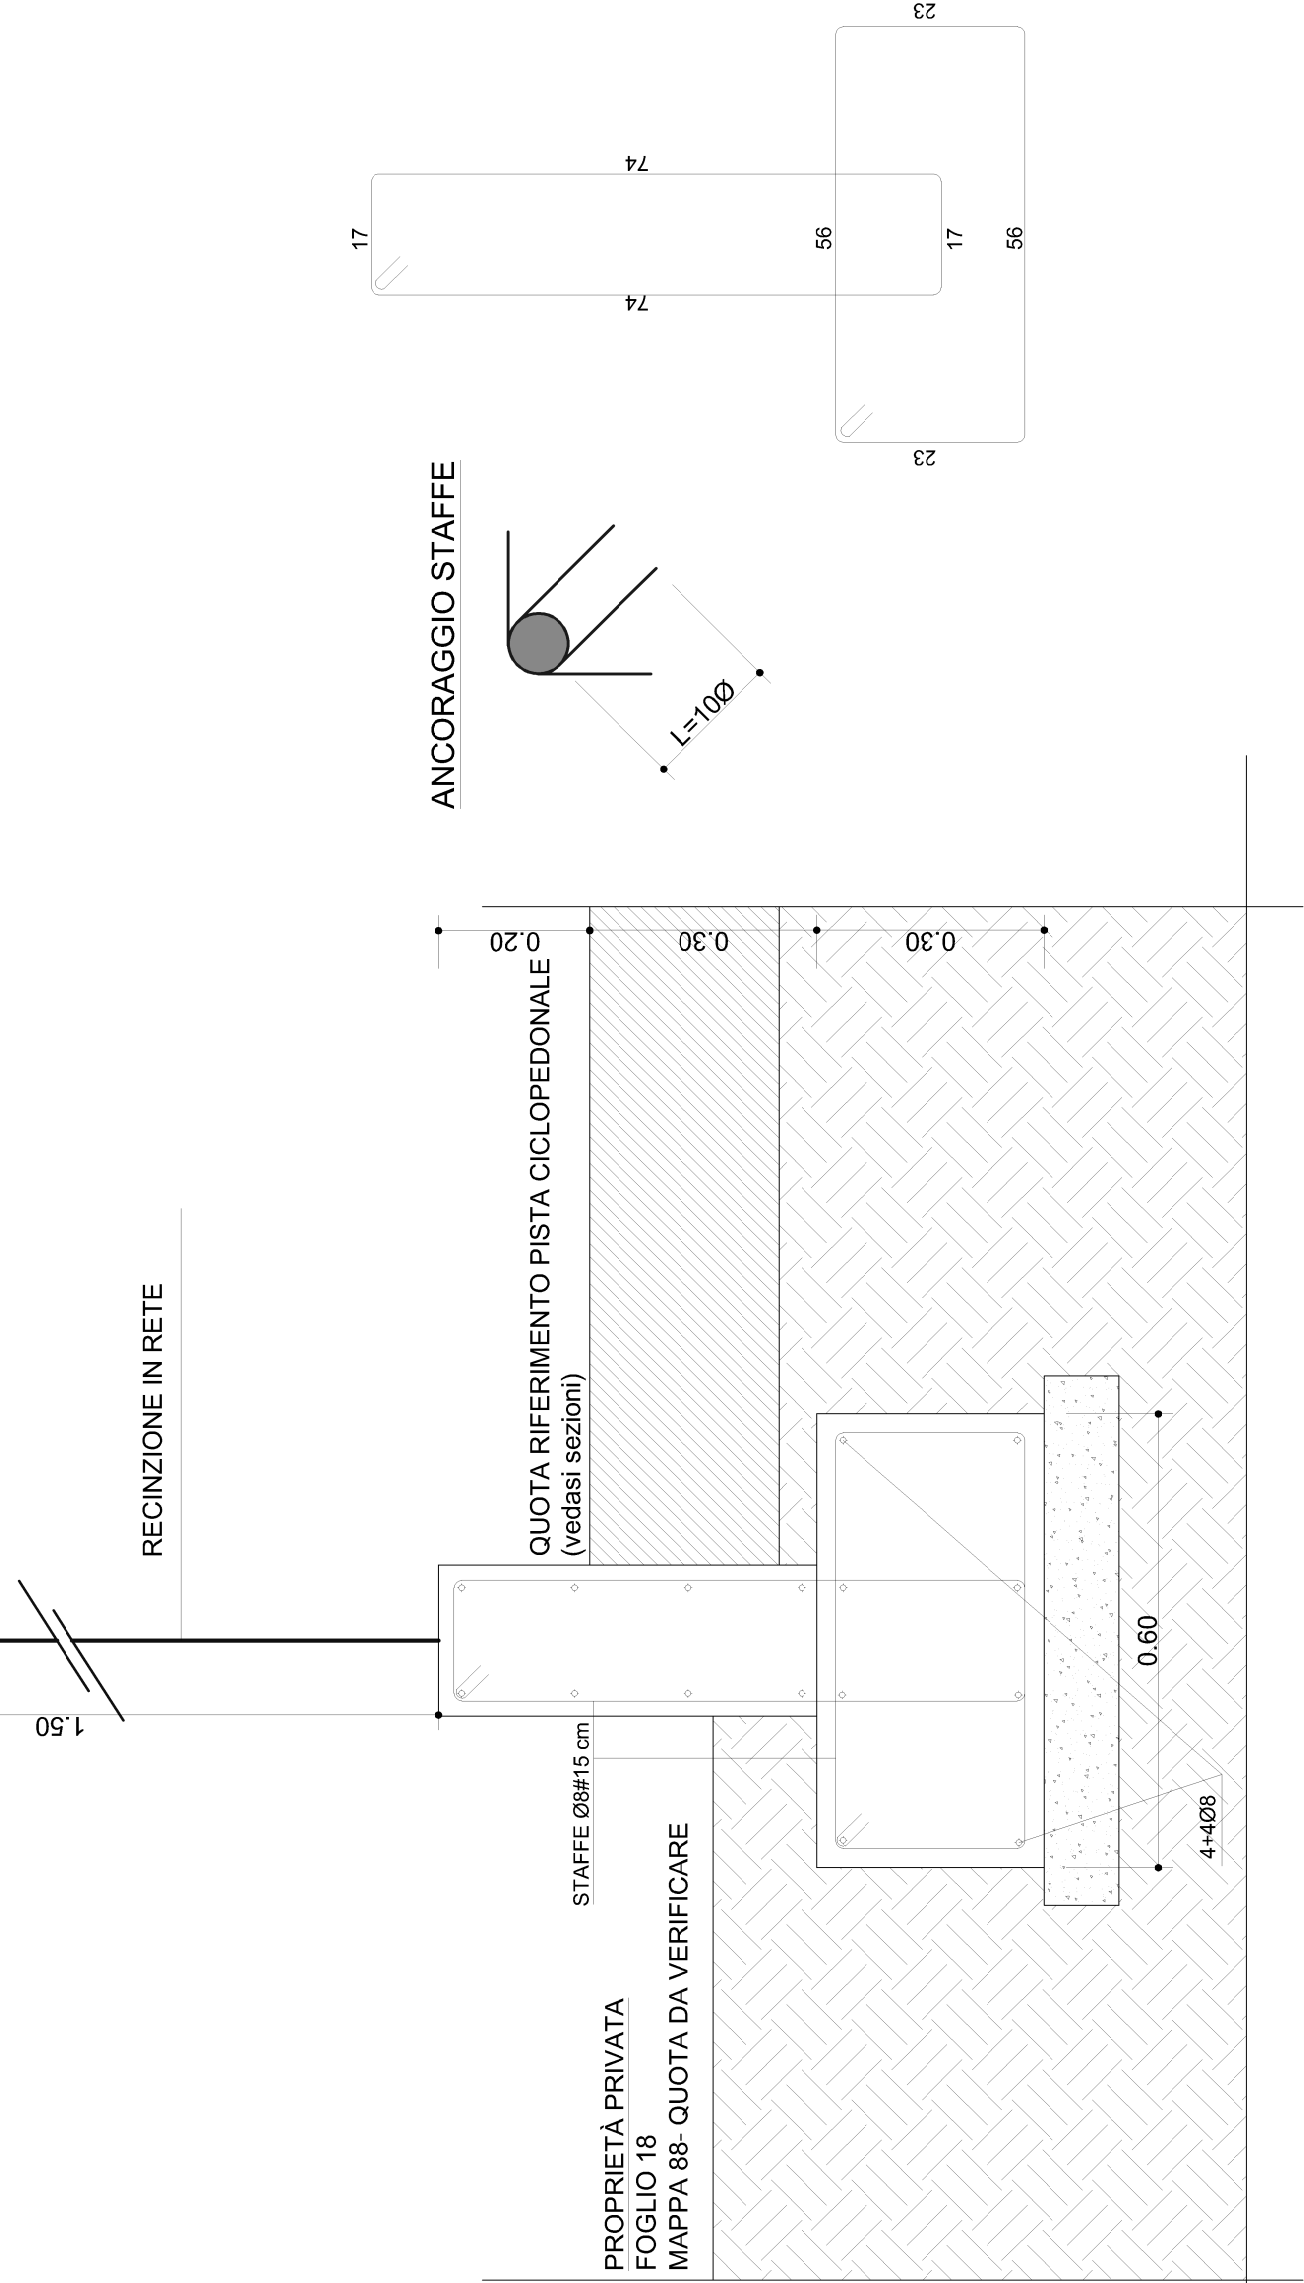 1.50
RECINZIONE IN RETE
QUOTA RIFERIMENTO PISTA CICLOPEDONALE
(vedasi sezioni)
0.20
0.30
0.30
STAFFE Ø8#15 cm
PROPRIETÀ PRIVATA
FOGLIO 18
MAPPA 88- QUOTA DA VERIFICARE
0.60
4+4Ø8
ANCORAGGIO STAFFE
L=10Ø
17
74
74
17
56
56
23
23